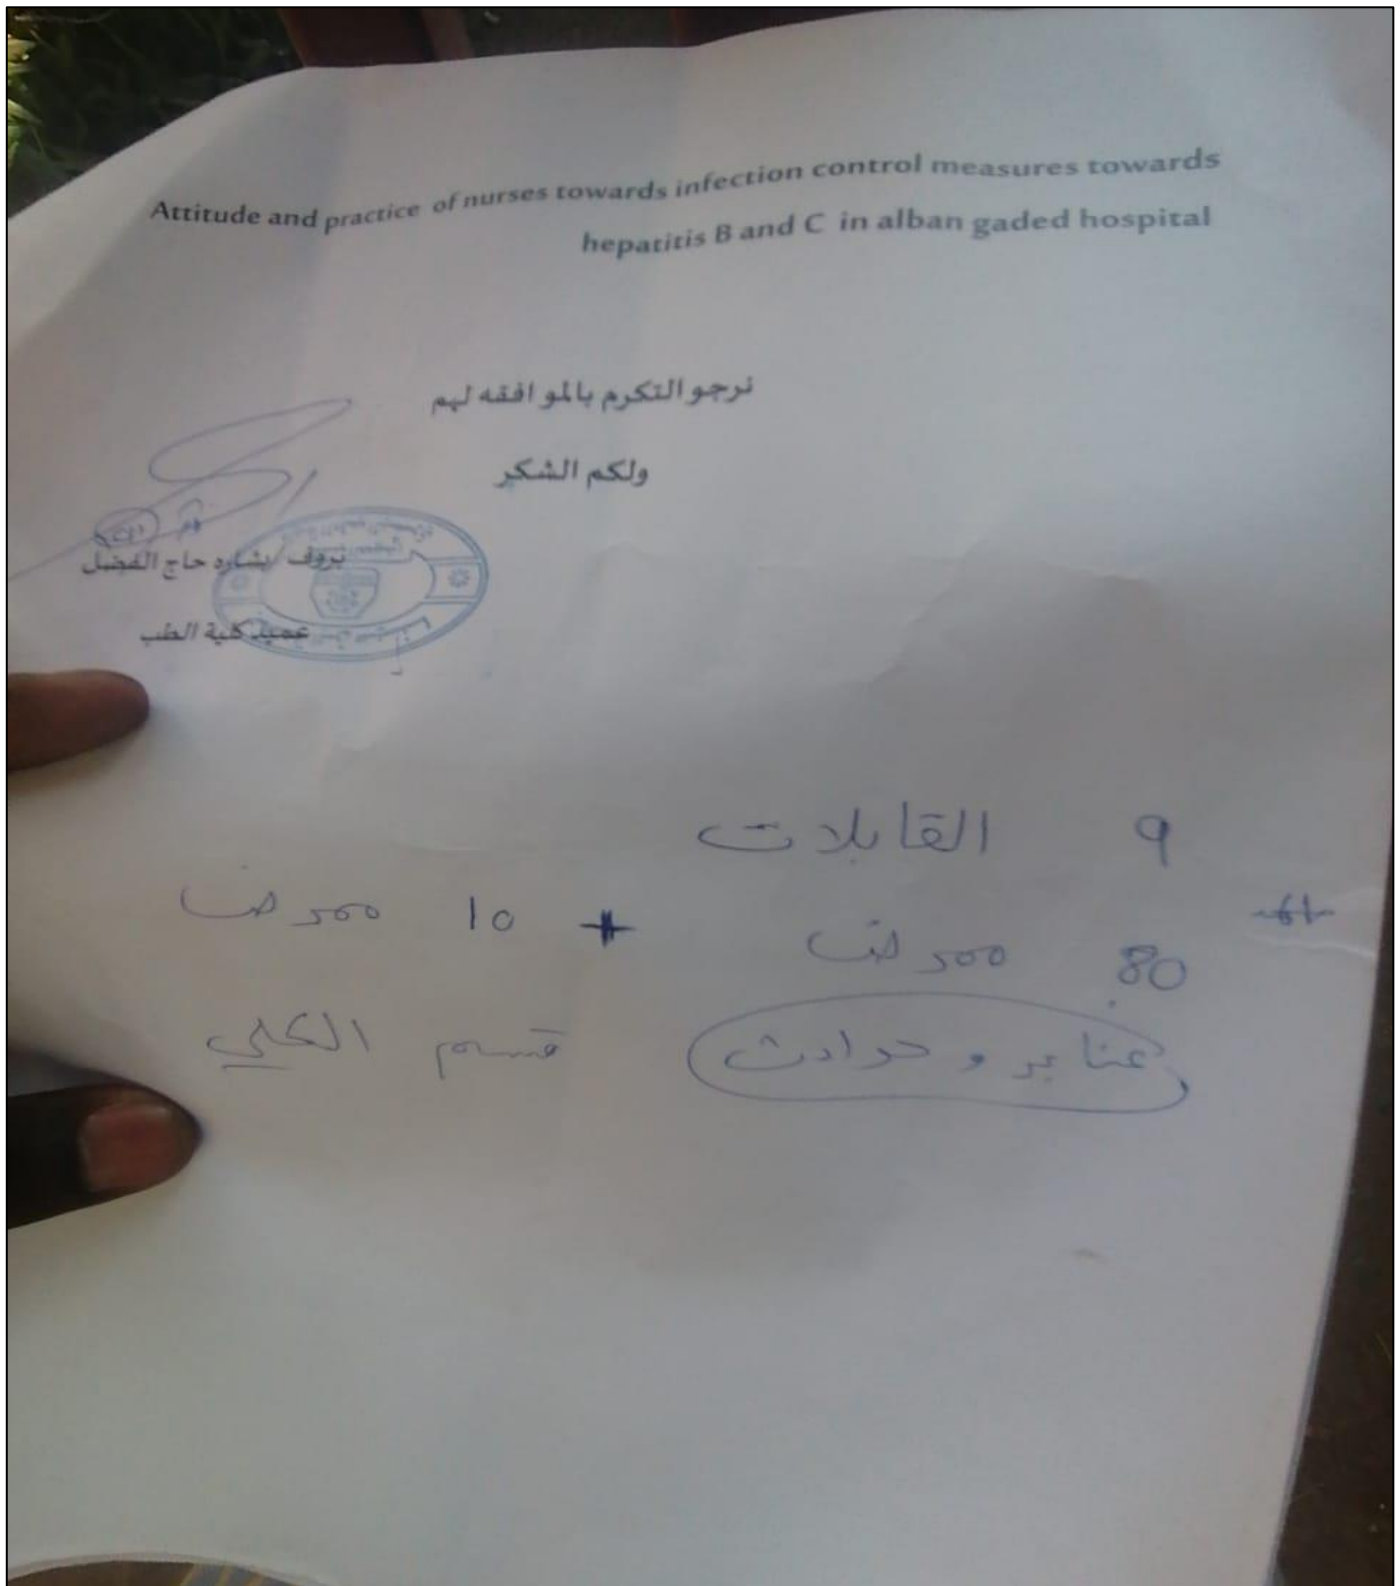 Attitude and practice of nurses towards infection control measures towards
hepatitis B and C in alban gaded hospital
نرجو التكرم بالموافقه لهم
ولكم الشكر
بروف/بشاره حاج الفضل
عميد كلية الطب
9 القابلات
80 ممرض + 10 ممرض
عنابر و حوادث قسم الكلي